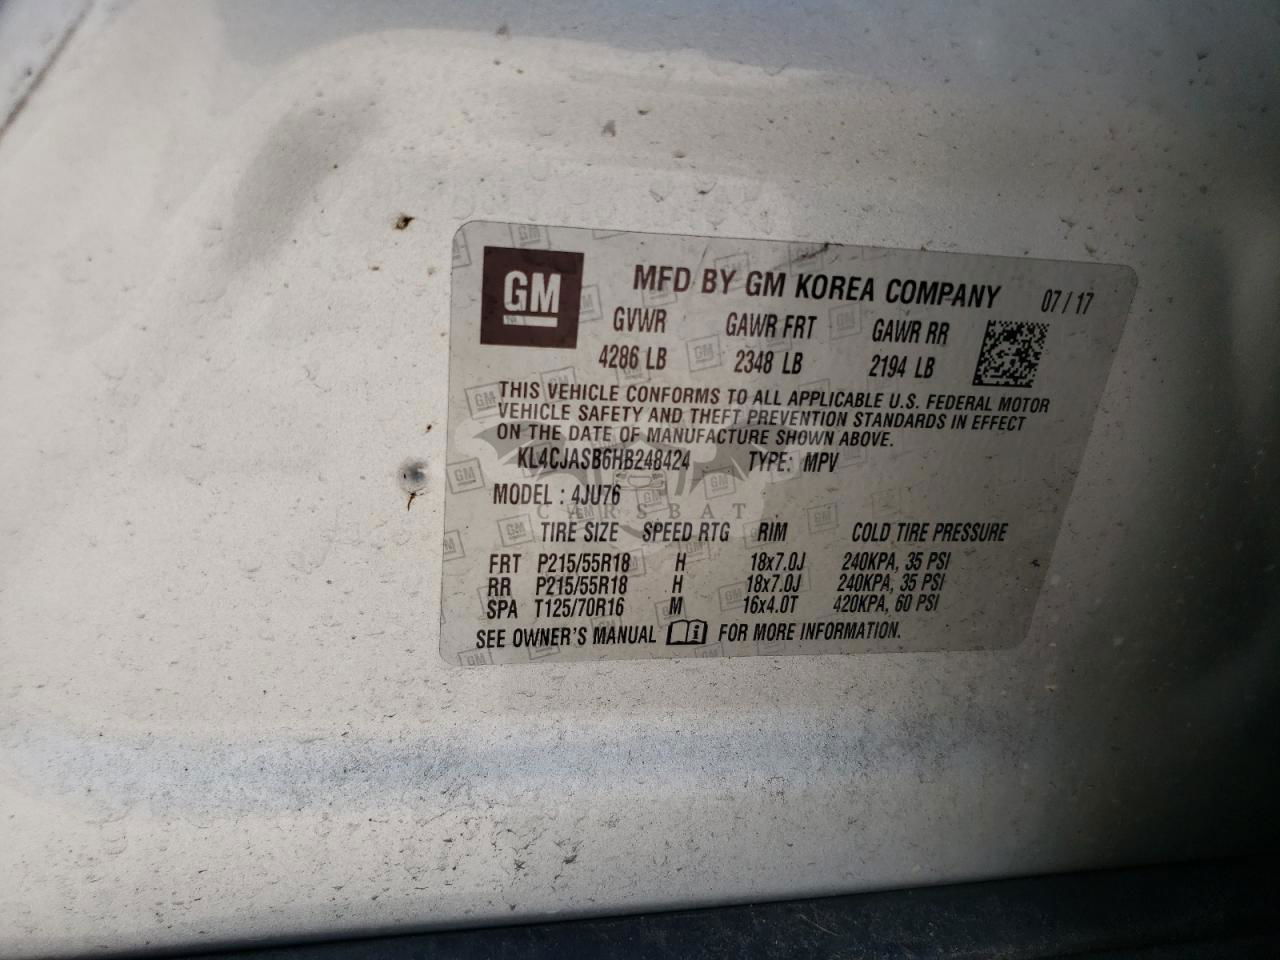 GM MFD BY GM KOREA COMPANY 07/17
GVWR GAWR FRT GAWR RR
4286 LB 2348 LB 2194 LB
THIS VEHICLE CONFORMS TO ALL APPLICABLE U.S. FEDERAL MOTOR
VEHICLE SAFETY AND THEFT PREVENTION STANDARDS IN EFFECT
ON THE DATE OF MANUFACTURE SHOWN ABOVE.
KL4CJASB6HB248424 TYPE: MPV
MODEL : 4JU76
CARSBAT
TIRE SIZE SPEED RTG RIM COLD TIRE PRESSURE
FRT P215/55R18 H 18x7.0J 240KPA, 35 PSI
RR P215/55R18 H 18x7.0J 240KPA, 35 PSI
SPA T125/70R16 M 16x4.0T 420KPA, 60 PSI
SEE OWNER'S MANUAL FOR MORE INFORMATION.